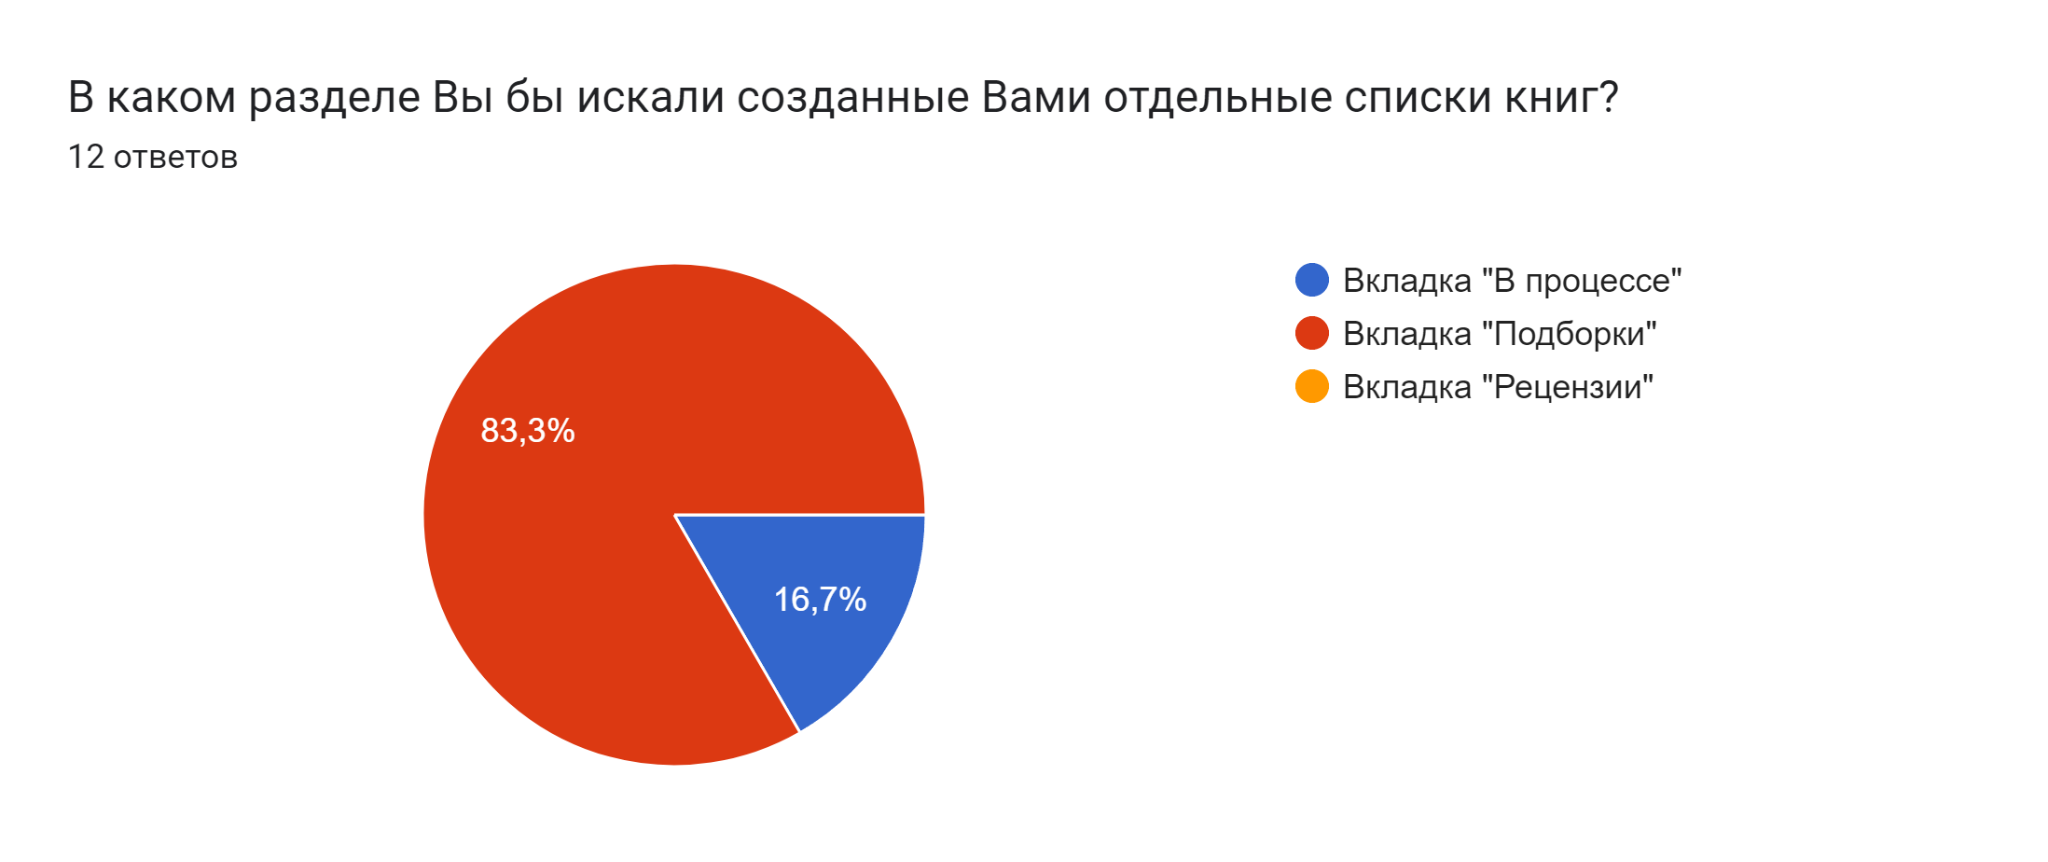 В каком разделе Вы бы искали созданные Вами отдельные списки книг?
12 ответов
83,3%
16,7%
Вкладка "В процессе"
Вкладка "Подборки"
Вкладка "Рецензии"